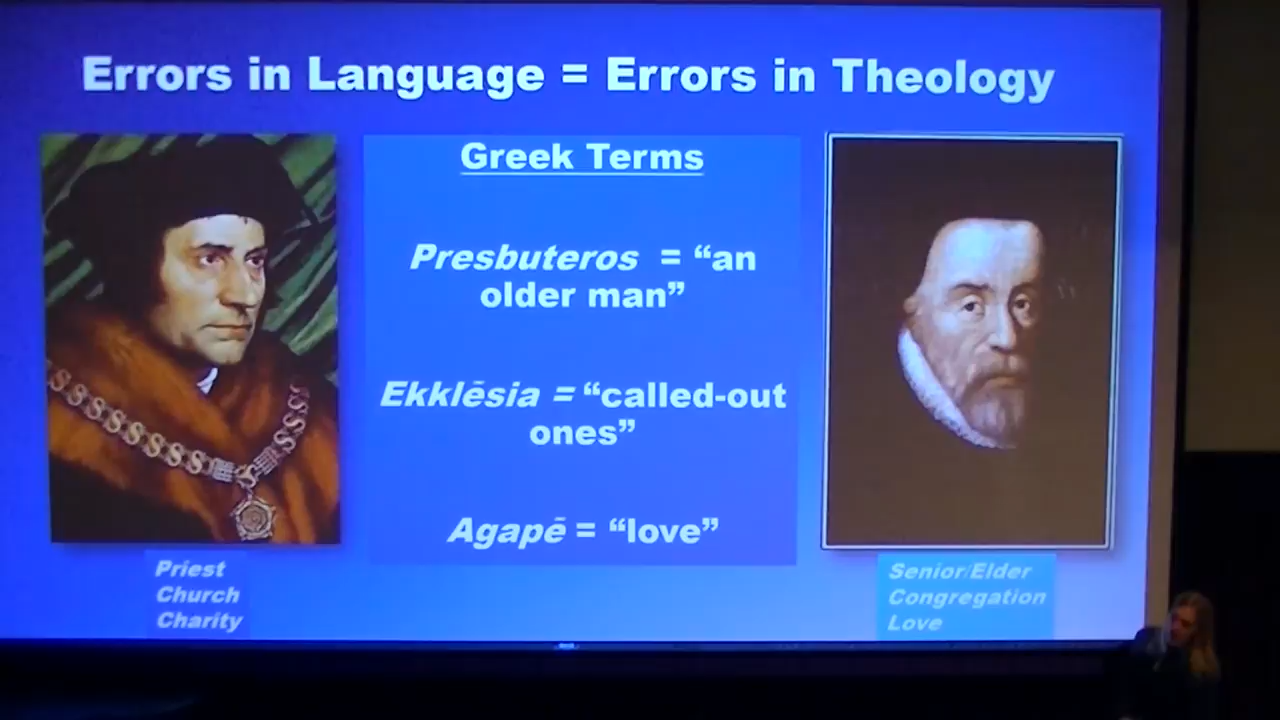 Errors in Language = Errors in Theology
Greek Terms
Presbuteros = “an
older man”
Ekklēsia = “called-out
ones”
Agapē = “love”
Priest
Church
Charity
Senior/Elder
Congregation
Love